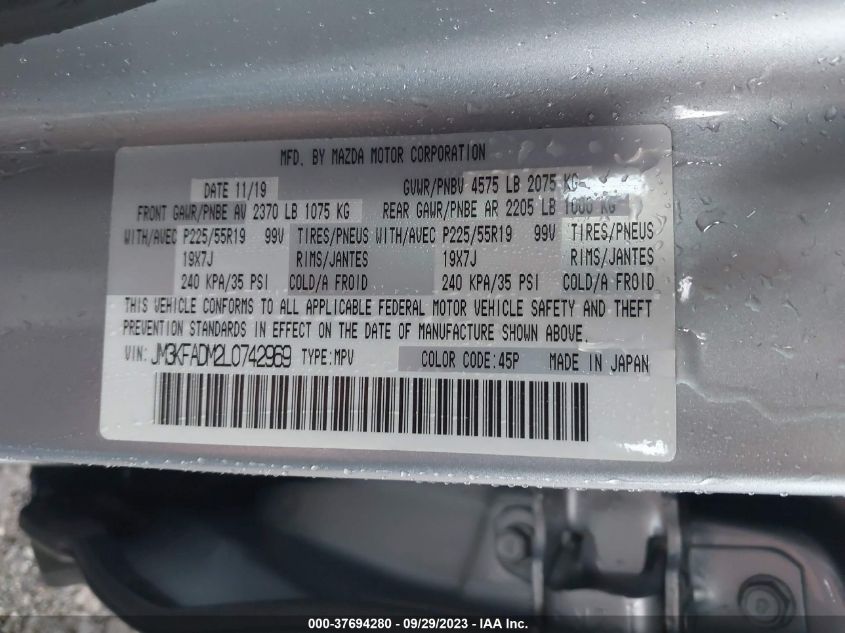 MFD. BY MAZDA MOTOR CORPORATION
DATE 11/19 GVWR/PNBV 4575 LB 2075 KG
FRONT GAWR/PNBE AV 2370 LB 1075 KG REAR GAWR/PNBE AR 2205 LB KG
WITH/AVEC P225/55R19 99V TIRES/PNEUS WITH/AVEC P225/55R19 99V TIRES/PNEUS
19X7J RIMS/JANTES 19X7J RIMS/JANTES
240 KPA/35 PSI COLD/A FROID 240 KPA/35 PSI COLD/A FROID
THIS VEHICLE CONFORMS TO ALL APPLICABLE FEDERAL MOTOR VEHICLE SAFETY AND THEFT
PREVENTION STANDARDS IN EFFECT ON THE DATE OF MANUFACTURE SHOWN ABOVE.
VIN: JM3KFADM2L0742969 TYPE:MPV COLOR CODE:45P MADE IN JAPAN
000-37694280 - 09/29/2023 - IAA Inc.